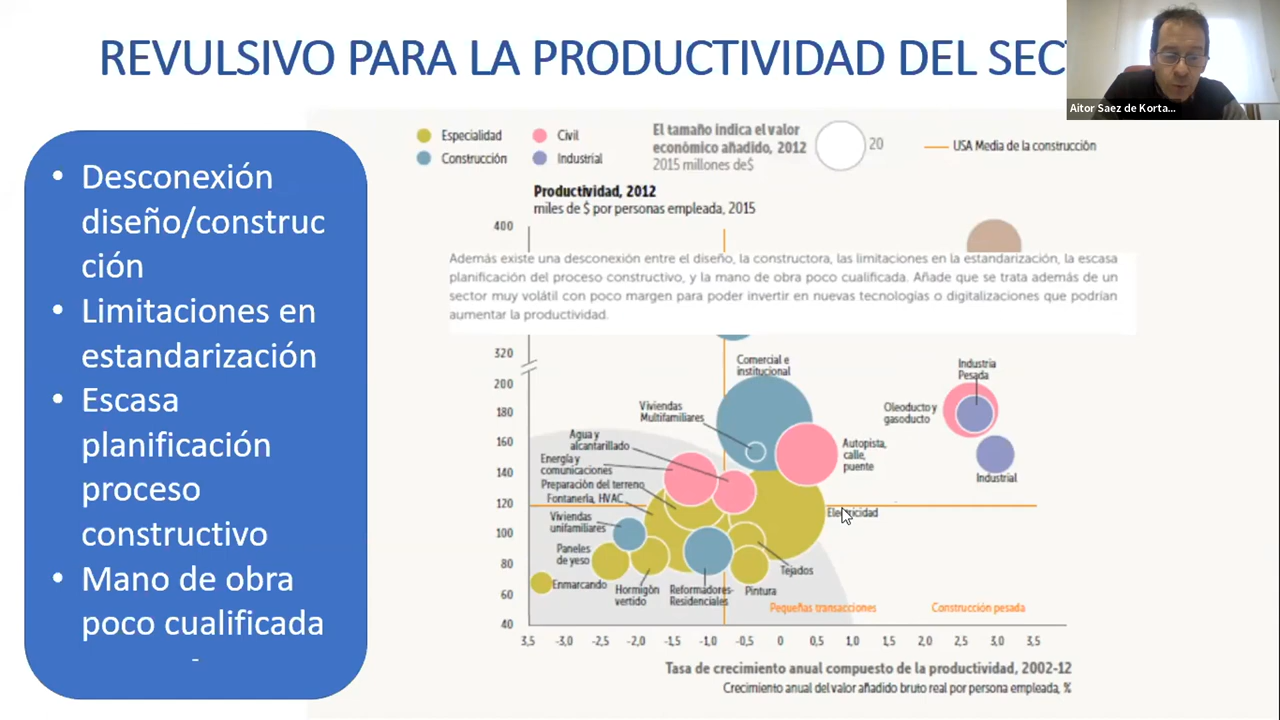 REVULSIVO PARA LA PRODUCTIVIDAD DEL SEC
Aitor Saez de Korta...
• Desconexión
diseño/construc
ción
• Limitaciones en
estandarización
• Escasa
planificación
proceso
constructivo
• Mano de obra
poco cualificada
-
Especialidad
Civil
Construcción
Industrial
El tamaño indica el valor
económico añadido, 2012
2015 millones de$
20
USA Media de la construcción
Productividad, 2012
miles de $ por personas empleada, 2015
400
Además existe una desconexión entre el diseño, la constructora, las limitaciones en la estandarización, la escasa
planificación del proceso constructivo, y la mano de obra poco cualificada. Añade que se trata además de un
sector muy volátil con poco margen para poder invertir en nuevas tecnologías o digitalizaciones que podrían
aumentar la productividad.
320
200
180
160
140
120
100
80
60
40
Comercial e
institucional
Industria
Pesada
Viviendas
Multifamiliares
Oleoducto y
gasoducto
Agua y
alcantarillado
Autopista,
calle,
puente
Energía y
comunicaciones
Industrial
Preparación del terreno
Fontanería, HVAC
Electricidad
Viviendas
unifamiliares
Paneles
de yeso
Tejados
Enmarcando
Hormigón
vertido
Reformadores-
Residenciales
Pintura
Pequeñas transacciones
Construcción pesada
3,5 -3,0 -2,5 -2,0 -1,5 -1,0 -0,5 0 0,5 1,0 1,5 2,0 2,5 3,0 3,5
Tasa de crecimiento anual compuesto de la productividad, 2002-12
Crecimiento anual del valor añadido bruto real por persona empleada, %